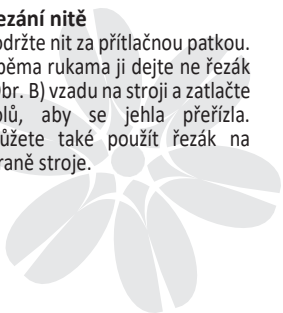 ezání nitě
održte nit za přítlačnou patkou.
běma rukama ji dejte ne řezák
br. B) vzadu na stroji a zatlačte
olů, aby se jehla přeřízla.
ůžete také použít řezák na
raně stroje.